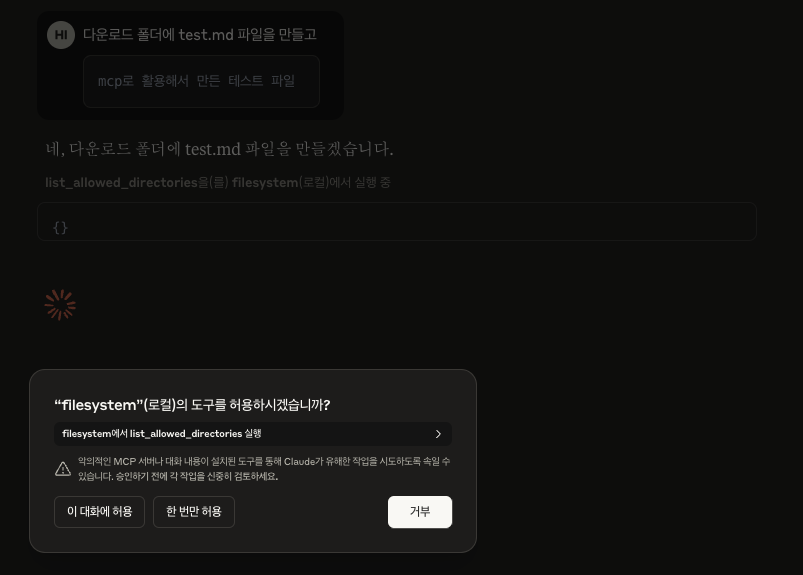 HI 다운로드 폴더에 test.md 파일을 만들고
mcp로 활용해서 만든 테스트 파일
네, 다운로드 폴더에 test.md 파일을 만들겠습니다.
list_allowed_directories을(를) filesystem(로컬)에서 실행 중
{}
“filesystem”(로컬)의 도구를 허용하시겠습니까?
filesystem에서 list_allowed_directories 실행
악의적인 MCP 서버나 대화 내용이 설치된 도구를 통해 Claude가 유해한 작업을 시도하도록 속일 수
있습니다. 승인하기 전에 각 작업을 신중히 검토하세요.
이 대화에 허용 한 번만 허용 거부